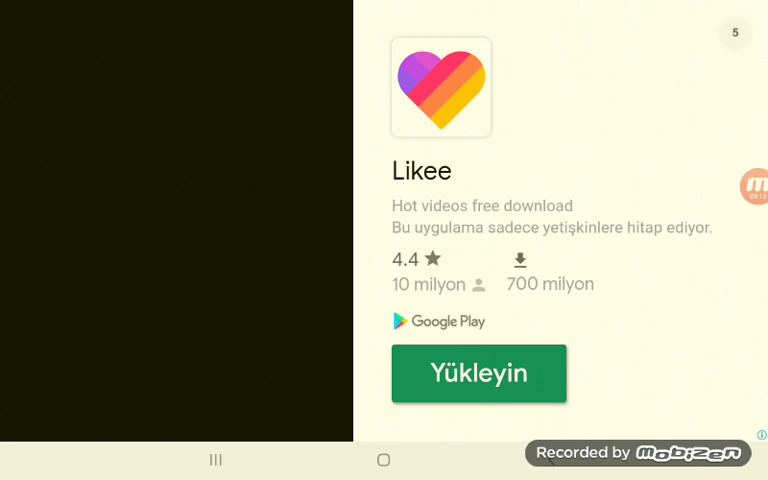 5
Likee
Hot videos free download
Bu uygulama sadece yetişkinlere hitap ediyor.
4.4
10 milyon
700 milyon
Google Play
Yükleyin
Recorded by mobizen